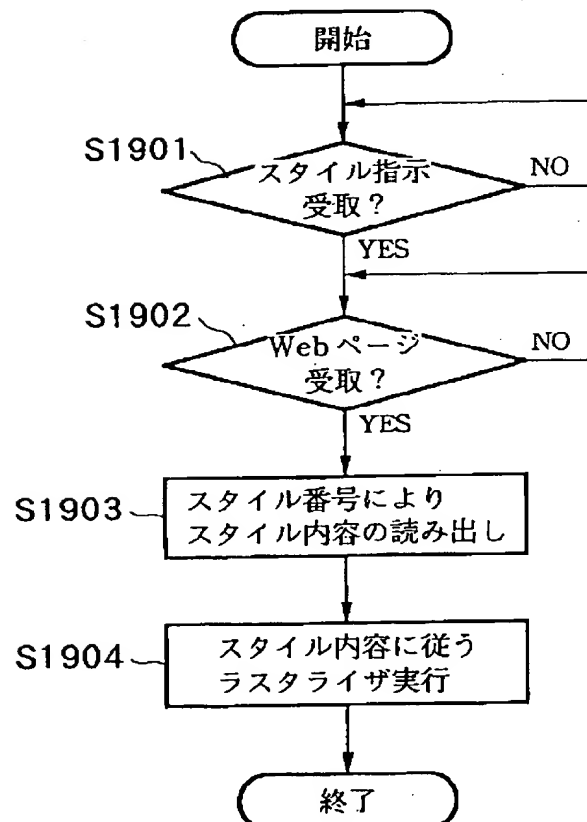 開始
S1901
スタイル指示
受取?
NO
YES
S1902
Webページ
受取?
NO
YES
S1903
スタイル番号により
スタイル内容の読み出し
S1904
スタイル内容に従う
ラスタライザ実行
終了